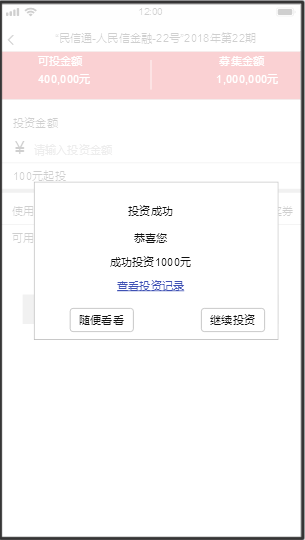 12:00
"民信通-人民信金融-22号"2018年第22期
可投金额
募集金额
400,000元
1,000,000元
投资金额
¥ 请输入投资金额
100元起投
使用
券
可用
投资成功
恭喜您
成功投资1000元
查看投资记录
随便看看
继续投资